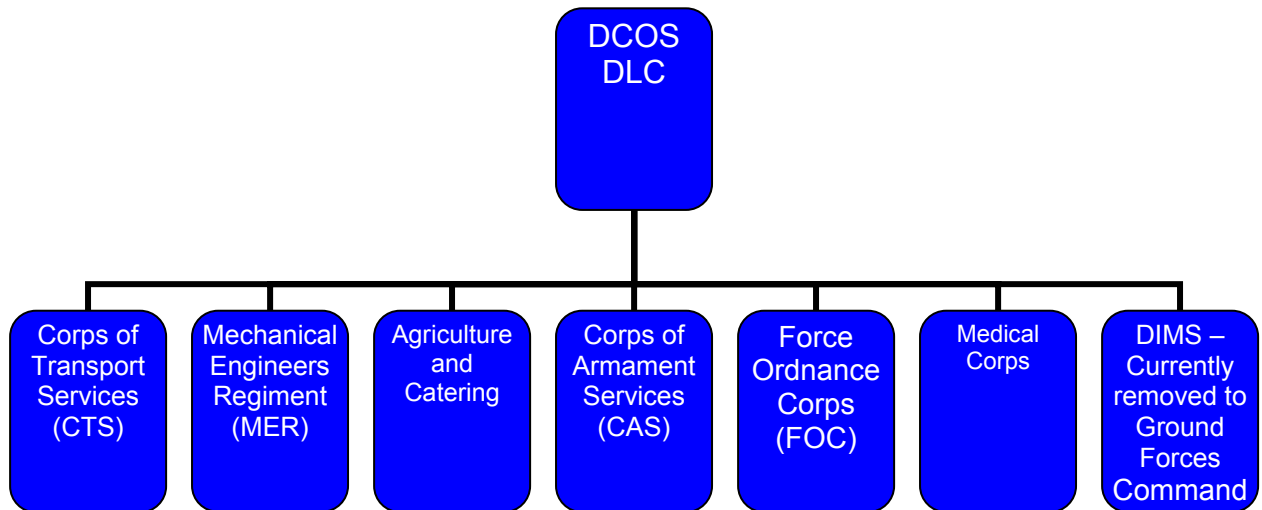 DCOS
DLC
Corps of
Transport
Services
(CTS)
Mechanical
Engineers
Regiment
(MER)
Agriculture
and
Catering
Corps of
Armament
Services
(CAS)
Force
Ordnance
Corps
(FOC)
Medical
Corps
DIMS –
Currently
removed to
Ground
Forces
Command